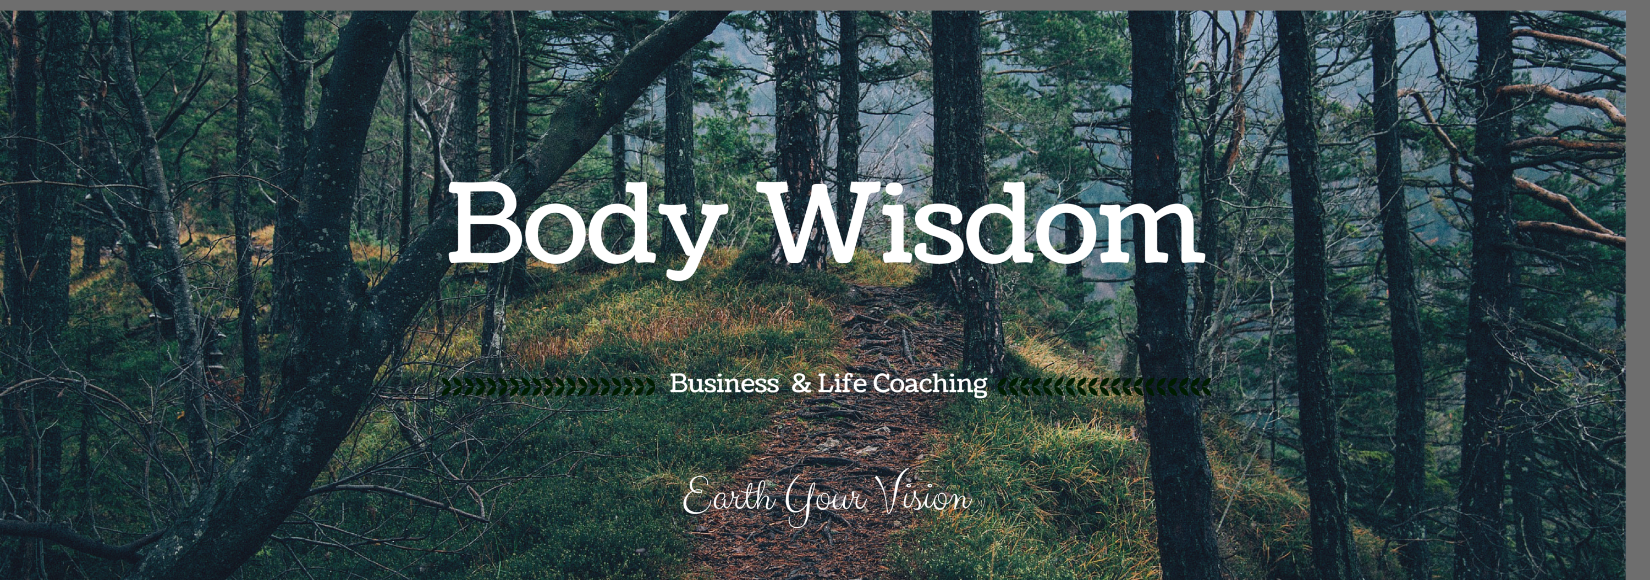 Body Wisdom
Business & Life Coaching
Earth Your Vision